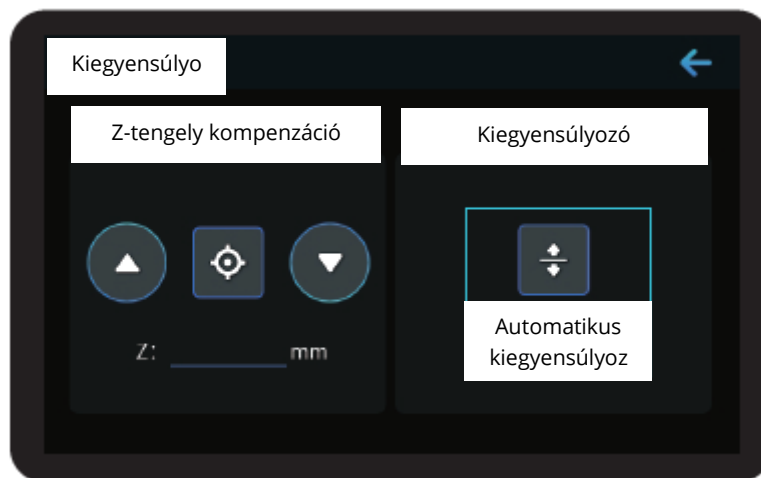 Kiegyensúlyo
Z-tengely kompenzáció
Kiegyensúlyozó
Z: mm
Automatikus
kiegyensúlyoz